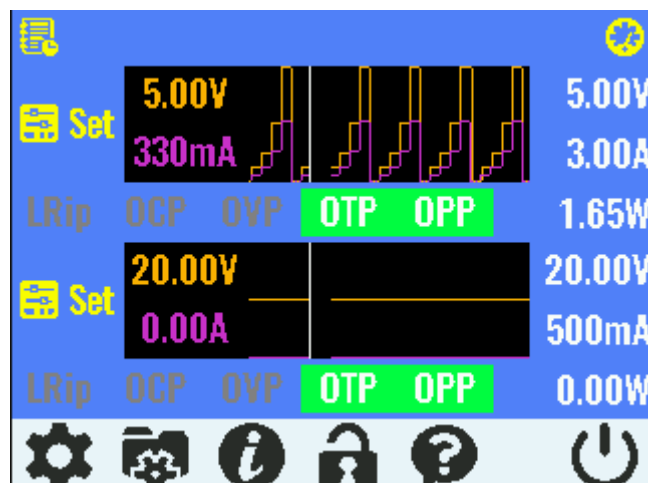 5.00V 5.00V
Set
330mA 3.00A
LRip OCP OVP OTP OPP 1.65W
20.00V 20.00V
Set
0.00A 500mA
LRip OCP OVP OTP OPP 0.00W